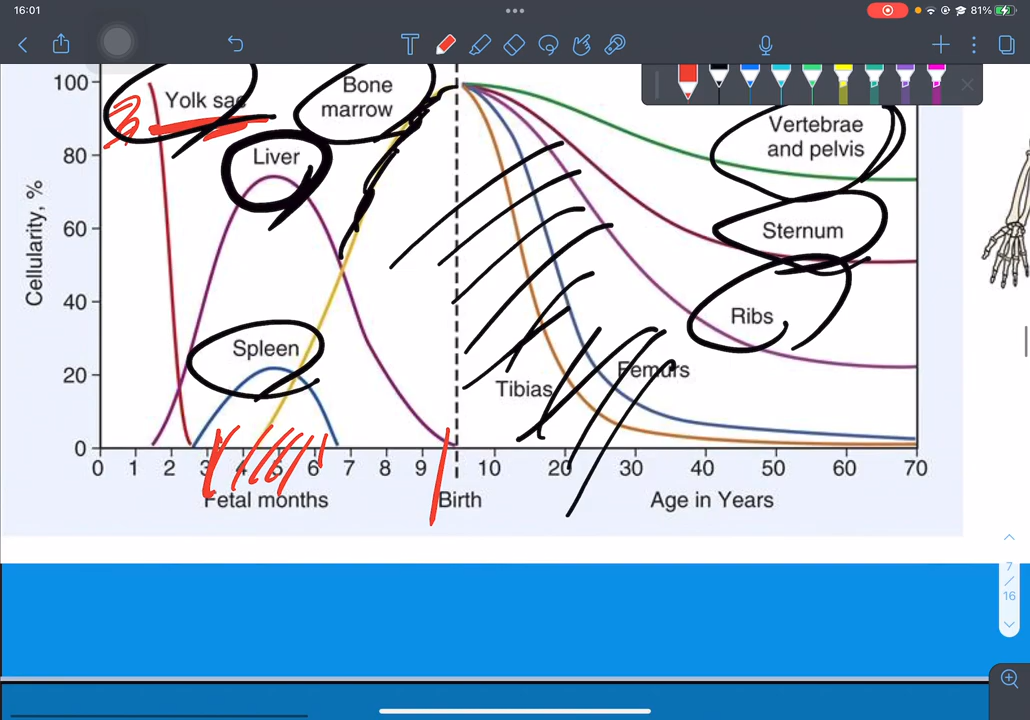 16:01
81%
T
100
80
60
40
20
0
Cellularity, %
Yolk sac
Bone
marrow
Liver
Spleen
Vertebrae
and pelvis
Sternum
Ribs
Tibias
Femurs
3
0 1 2 3 4 5 6 7 8 9 10 20 30 40 50 60 70
Fetal months Birth Age in Years
7
/
16